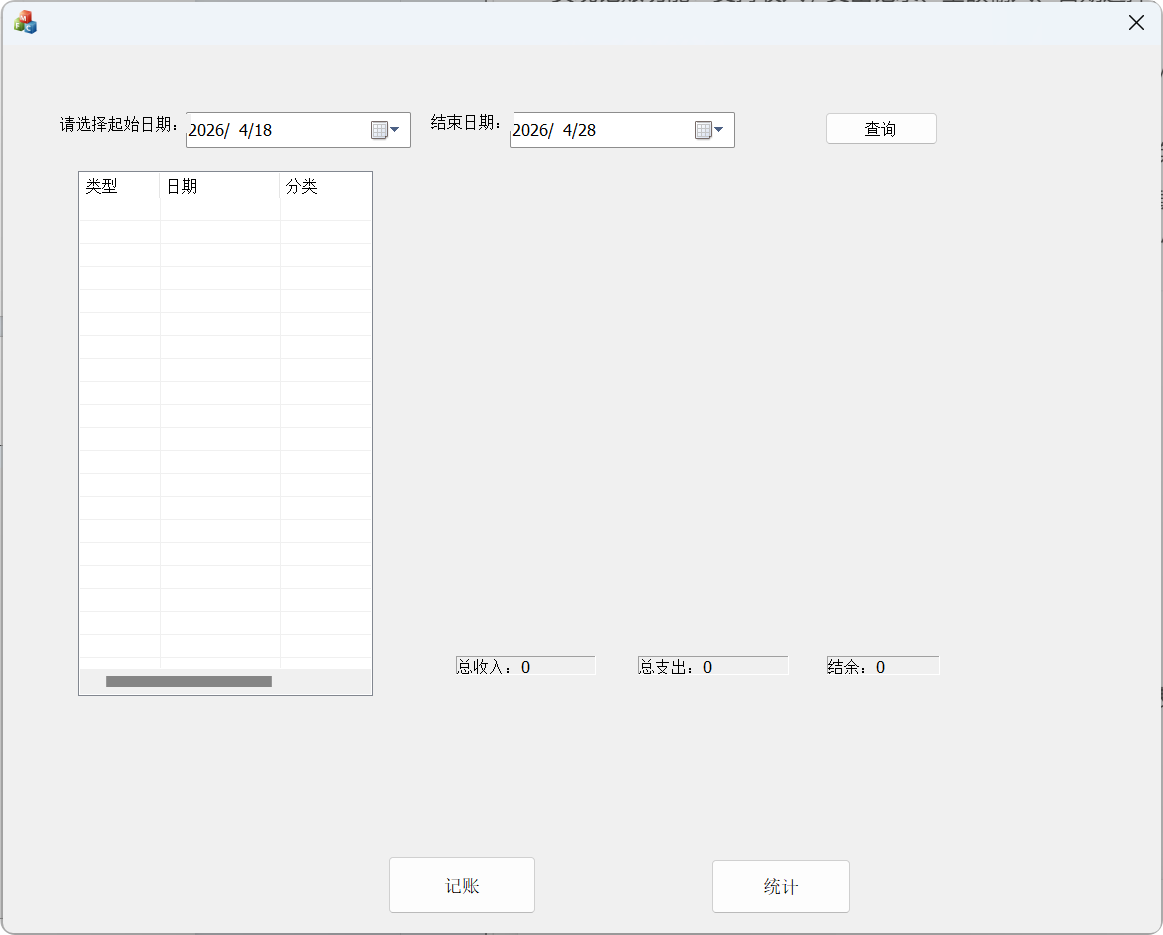 请选择起始日期： 2026/ 4/18 结束日期： 2026/ 4/28 查询
类型 日期 分类
总收入：0 总支出：0 结余：0
记账 统计